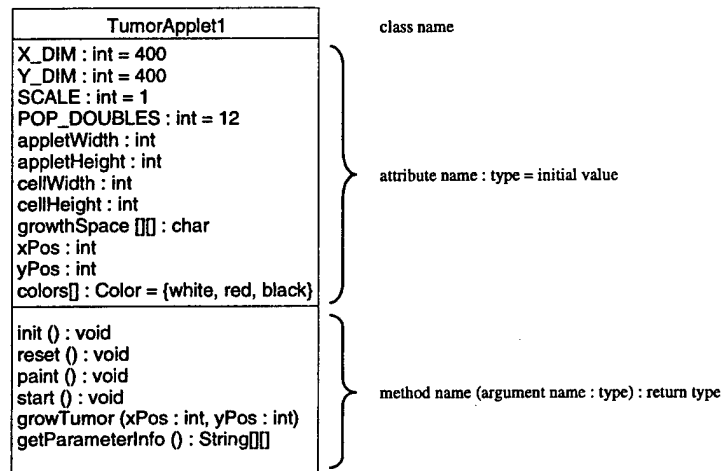 TumorApplet1
class name
X_DIM : int = 400
Y_DIM : int = 400
SCALE : int = 1
POP_DOUBLES : int = 12
appletWidth : int
appletHeight : int
cellWidth : int
cellHeight : int
growthSpace [][] : char
xPos : int
yPos : int
colors[] : Color = {white, red, black}
attribute name : type = initial value
init () : void
reset () : void
paint () : void
start () : void
growTumor (xPos : int, yPos : int)
getParameterInfo () : String[][]
method name (argument name : type) : return type